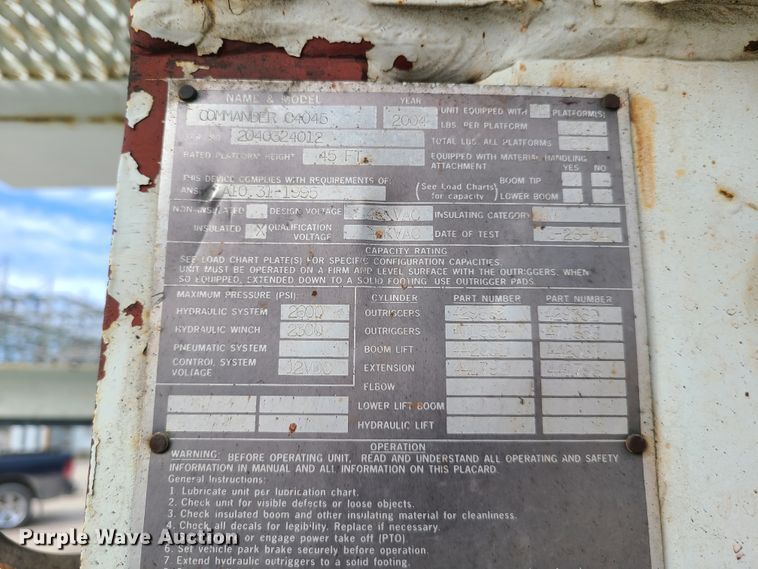 NAME & MODEL YEAR UNIT EQUIPPED WITH PLATFORM(S)
COMMANDER C4045 2004 LBS. PER PLATFORM
2040324012 TOTAL LBS. ALL PLATFORMS
RATED PLATFORM HEIGHT 45 FT. EQUIPPED WITH MATERIAL HANDLING
ATTACHMENT YES NO
THIS DEVICE COMPLIES WITH REQUIREMENTS OF: (See Load Charts for capacity) BOOM TIP
A10.31-1995 LOWER BOOM
NON-INSULATED DESIGN VOLTAGE KVAC INSULATING CATEGORY
INSULATED X QUALIFICATION VOLTAGE KVAC DATE OF TEST
CAPACITY RATING
SEE LOAD CHART PLATE(S) FOR SPECIFIC CONFIGURATION CAPACITIES.
UNIT MUST BE OPERATED ON A FIRM AND LEVEL SURFACE WITH THE OUTRIGGERS, WHEN
SO EQUIPPED, EXTENDED DOWN TO A SOLID FOOTING. USE OUTRIGGER PADS.
MAXIMUM PRESSURE (PSI): CYLINDER PART NUMBER PART NUMBER
HYDRAULIC SYSTEM OUTRIGGERS
HYDRAULIC WINCH OUTRIGGERS
PNEUMATIC SYSTEM BOOM LIFT
CONTROL SYSTEM VOLTAGE 12VDC EXTENSION
ELBOW
LOWER LIFT BOOM
HYDRAULIC LIFT
OPERATION
WARNING: BEFORE OPERATING UNIT, READ AND UNDERSTAND ALL OPERATING AND SAFETY
INFORMATION IN MANUAL AND ALL INFORMATION ON THIS PLACARD.
General Instructions:
1. Lubricate unit per lubrication chart.
2. Check unit for visible defects or loose objects.
3. Check insulated boom and other insulating material for cleanliness.
4. Check all decals for legibility. Replace if necessary.
or engage power take off (PTO)
6. Set vehicle park brake securely before operation.
7. Extend hydraulic outriggers to a solid footing.
Purple Wave Auction